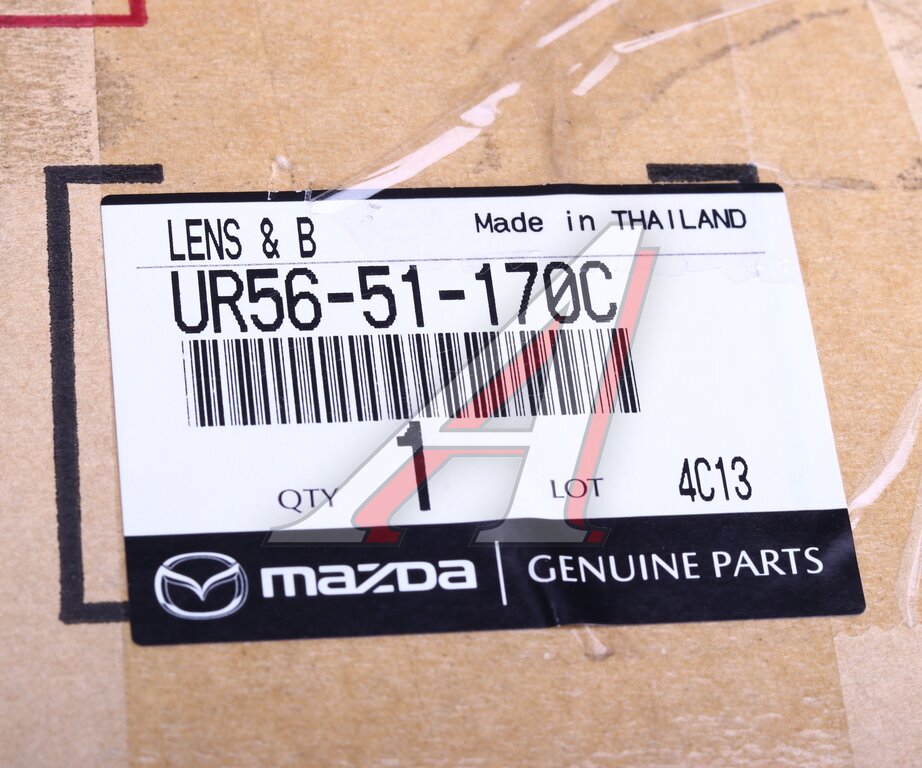 LENS & B
Made in THAILAND
UR56-51-170C
QTY 1 LOT 4C13
mazda GENUINE PARTS